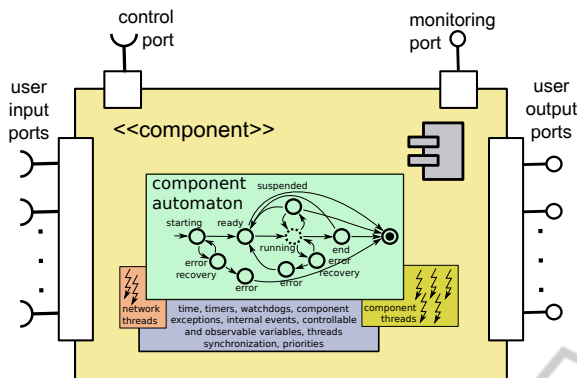 control
port
monitoring
port
user
input
ports
user
output
ports
<<component>>
component
automaton
suspended
starting
ready
running
end
error
recovery
error
error
error
recovery
network
threads
time, timers, watchdogs, component
exceptions, internal events, controllable
and observable variables, threads
synchronization, priorities
component
threads